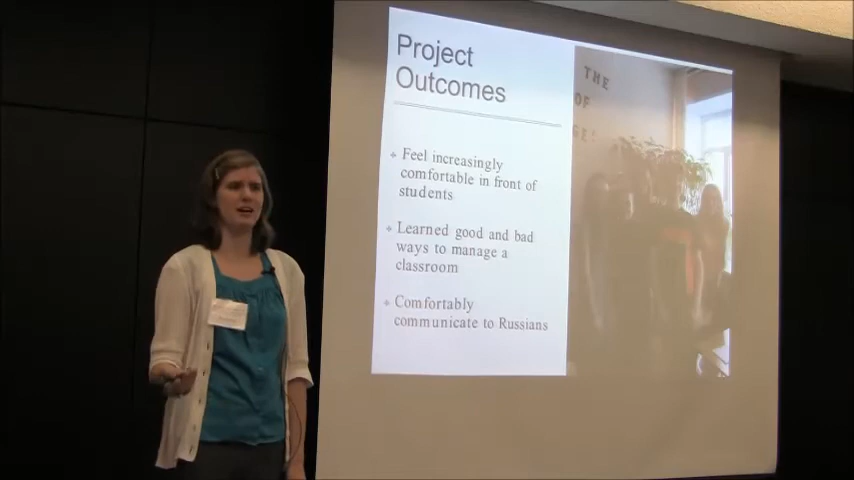 Project
Outcomes
Feel increasingly
comfortable in front of
students
Learned good and bad
ways to manage a
classroom
Comfortably
communicate to Russians
THE
OF